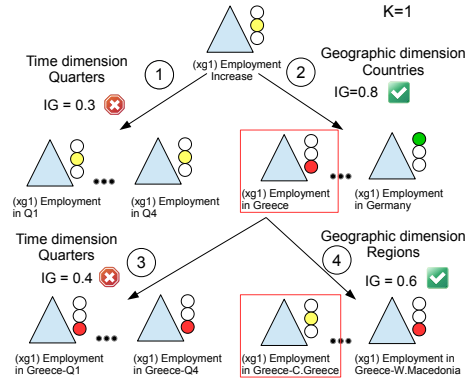 K=1
Time dimension
Quarters
1
IG = 0.3
(xg1) Employment
Increase
2
Geographic dimension
Countries
IG=0.8
(xg1) Employment
in Q1
(xg1) Employment
in Q4
(xg1) Employment
in Greece
(xg1) Employment
in Germany
Time dimension
Quarters
3
IG = 0.4
4
Geographic dimension
Regions
IG = 0.6
(xg1) Employment
in Greece-Q1
(xg1) Employment
in Greece-Q4
(xg1) Employment
in Greece-C.Greece
(xg1) Employment in
Greece-W.Macedonia